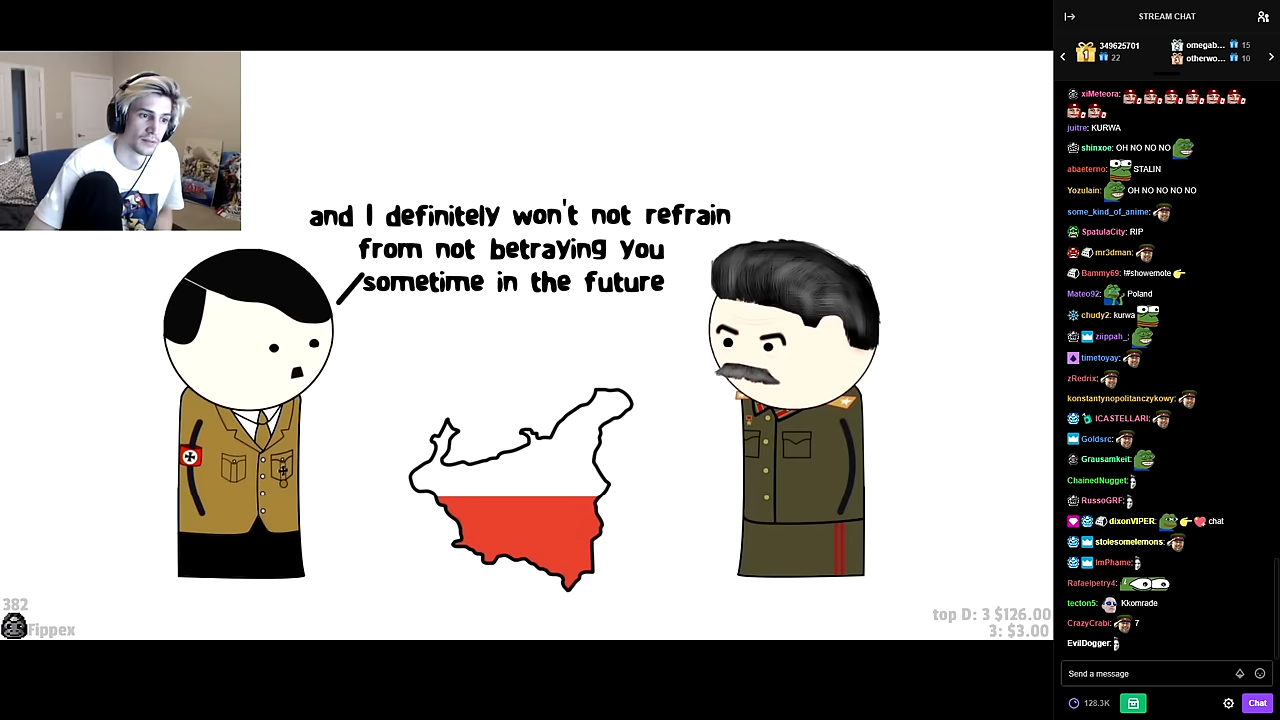 and I definitely won't not refrain
from not betraying you
sometime in the future
382
Fippex
top D: 3 $126.00
3: $3.00
STREAM CHAT
349625701
22
omegab... 15
otherwo... 10
xiMeteora:
juitre: KURWA
shinxoe: OH NO NO NO
abaeterno: STALIN
Yozulain: OH NO NO NO NO
some_kind_of_anime:
SpatulaCity: RIP
mr3dman:
Bammy69: !#showemote
Mateo92: Poland
chudy2: kurwa
ziippah_:
timetoyay:
zRedrix:
konstantynopolitanczykowy:
ICASTELLARI:
Goldsrc:
Grausamkeit:
ChainedNugget:
RussoGRF:
dixonVIPER: chat
stolesomelemons:
ImPhame:
Rafaelpetry4:
tecton5: Kkomrade
CrazyCrabi: 7
EvilDogger:
Send a message
128.3K
Chat